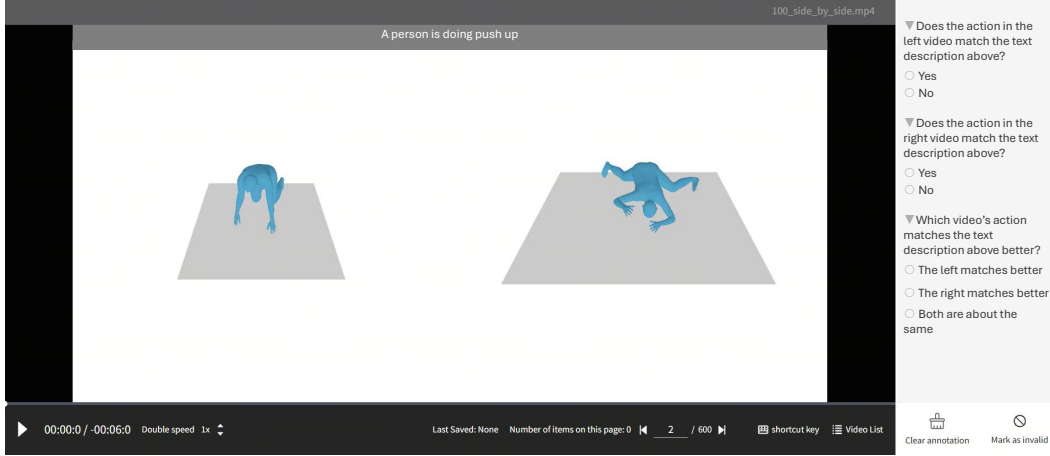 100_side_by_side.mp4
A person is doing push up
▼Does the action in the
left video match the text
description above?
Yes
No
▼Does the action in the
right video match the text
description above?
Yes
No
▼Which video's action
matches the text
description above better?
The left matches better
The right matches better
Both are about the
same
00:00:0 / -00:06:0 Double speed 1x
Last Saved: None Number of items on this page: 0 2 / 600 shortcut key Video List
Clear annotation Mark as invalid